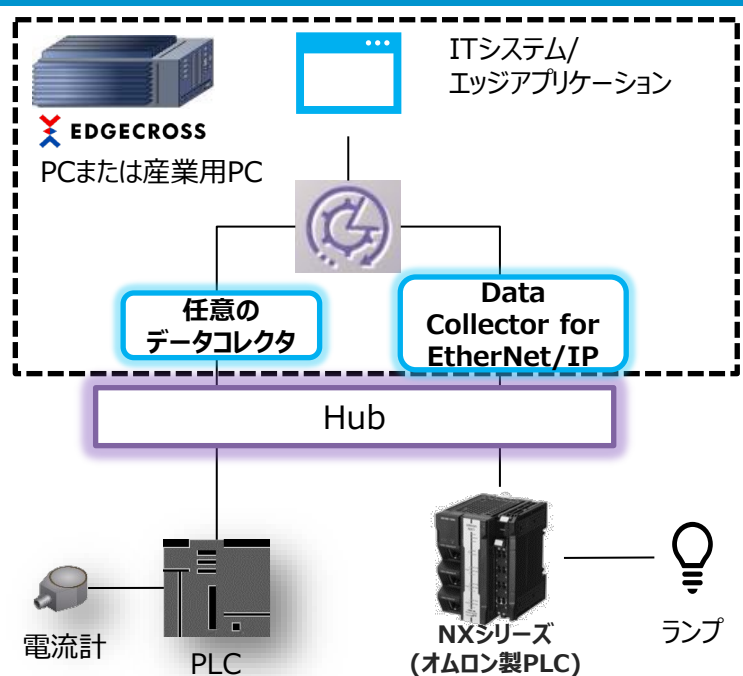 ITシステム/
エッジアプリケーション
EDGECROSS
PCまたは産業用PC
任意の
データコレクタ
Data
Collector for
EtherNet/IP
Hub
電流計
PLC
NXシリーズ
(オムロン製PLC)
ランプ